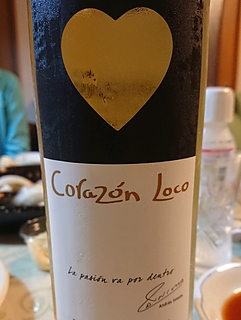 Corazón Loco
La pasión va por dentro